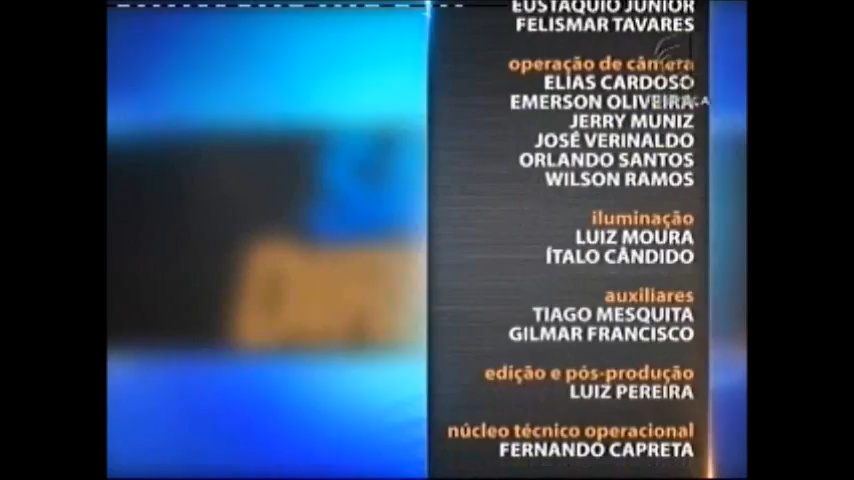 EUSTÁQUIO JÚNIOR
FELISMAR TAVARES
operação de câmera
ELIAS CARDOSO
EMERSON OLIVEIRA
JERRY MUNIZ
JOSÉ VERINALDO
ORLANDO SANTOS
WILSON RAMOS
iluminação
LUIZ MOURA
ÍTALO CÂNDIDO
auxiliares
TIAGO MESQUITA
GILMAR FRANCISCO
edição e pós-produção
LUIZ PEREIRA
núcleo técnico operacional
FERNANDO CAPRETA